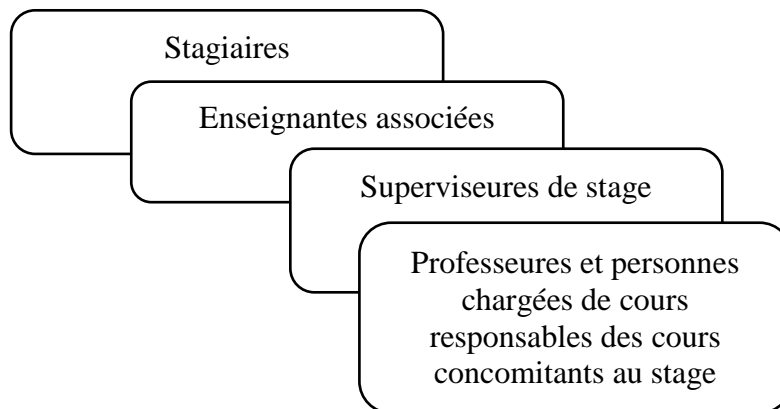 Stagiaires
Enseignantes associées
Superviseures de stage
Professeures et personnes
chargées de cours
responsables des cours
concomitants au stage